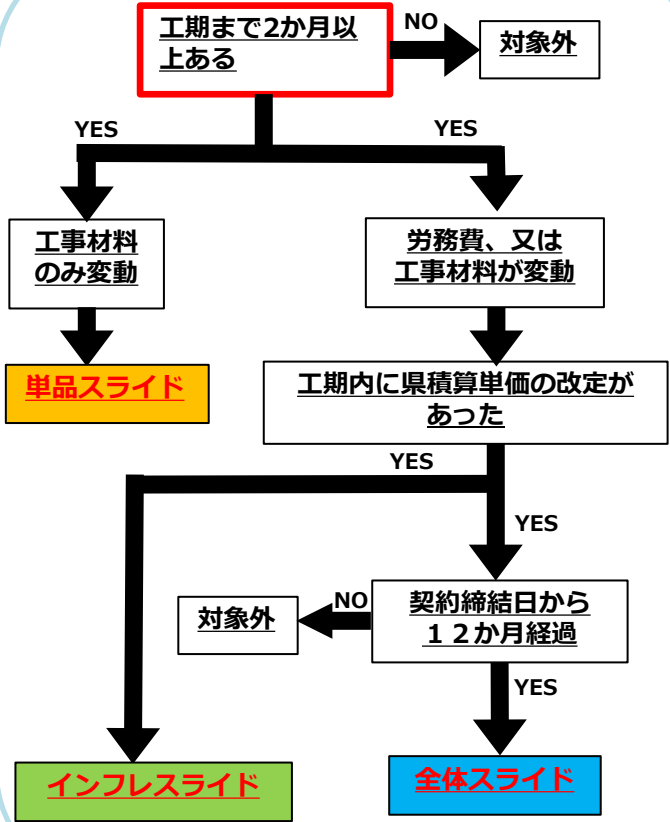 工期まで2か月以
上ある
NO
対象外
YES
YES
工事材料
のみ変動
労務費、又は
工事材料が変動
単品スライド
工期内に県積算単価の改定が
あった
YES
YES
対象外
NO
契約締結日から
１２か月経過
YES
インフレスライド
全体スライド